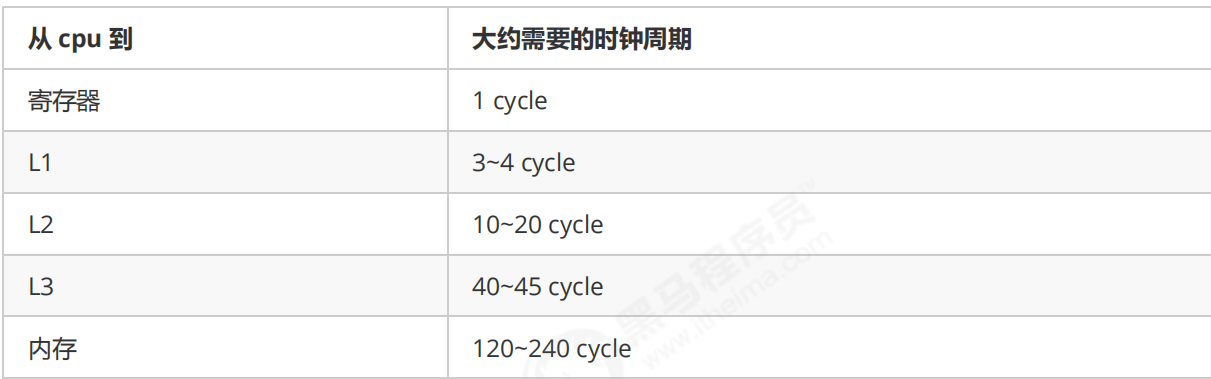 从 cpu 到 大约需要的时钟周期
寄存器 1 cycle
L1 3~4 cycle
L2 10~20 cycle
L3 40~45 cycle
内存 120~240 cycle
黑马程序员™
www.itheima.com